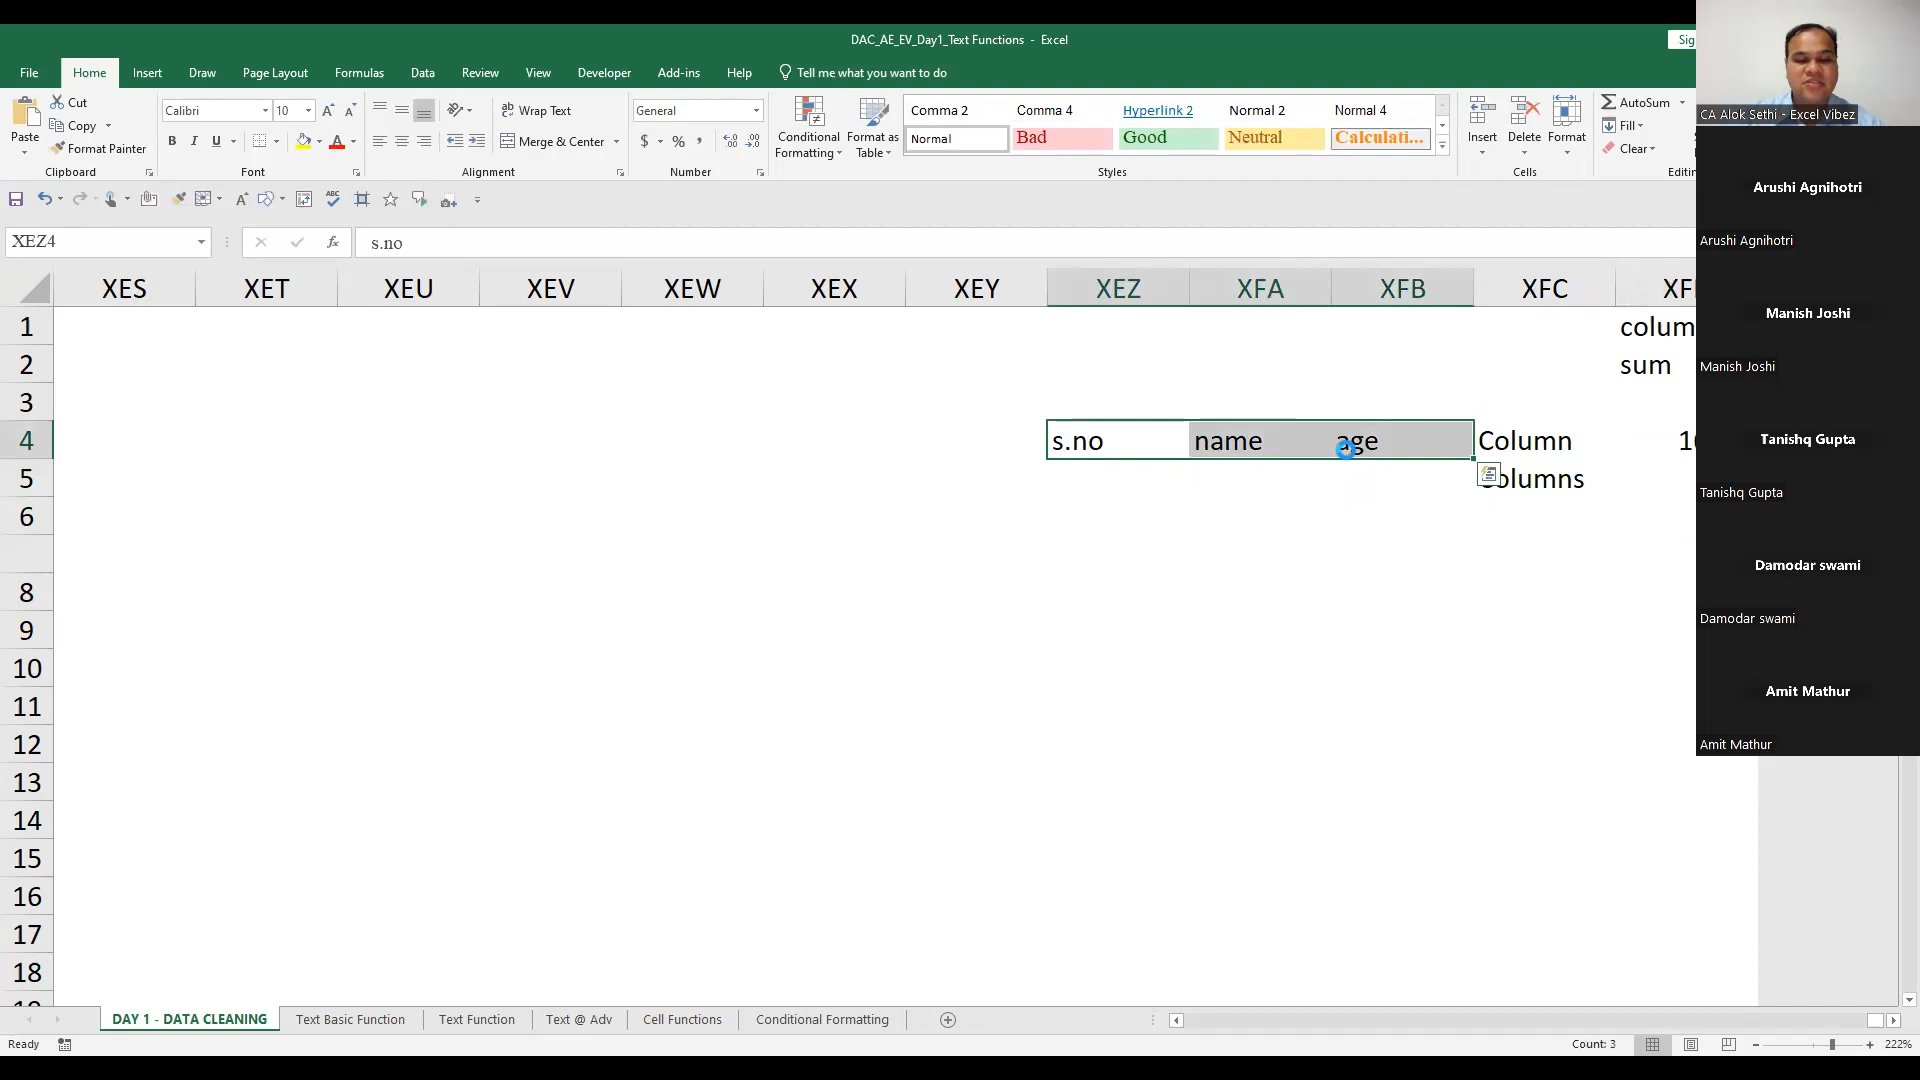 DAC_AE_EV_Day1_Text Functions - Excel
Sig
File Home Insert Draw Page Layout Formulas Data Review View Developer Add-ins Help Tell me what you want to do
Paste
Cut
Copy
Format Painter
Clipboard
Calibri 10
B I U
Font
ab Wrap Text
Merge & Center
Alignment
General
$ % ,
Number
Conditional Formatting
Format as Table
Comma 2 Comma 4 Hyperlink 2 Normal 2 Normal 4
Normal Bad Good Neutral Calculati...
Styles
Insert Delete Format
Cells
AutoSum
Fill
Clear
Editin
XEZ4 fx s.no
XES XET XEU XEV XEW XEX XEY XEZ XFA XFB XFC
1 colum
2 sum
3
4 s.no name age Column
5 olumns
6
8
9
10
11
12
13
14
15
16
17
18
DAY 1 - DATA CLEANING Text Basic Function Text Function Text @ Adv Cell Functions Conditional Formatting
Ready Count: 3 222%
CA Alok Sethi - Excel Vibez
Arushi Agnihotri
Arushi Agnihotri
Manish Joshi
Manish Joshi
Tanishq Gupta
Tanishq Gupta
Damodar swami
Damodar swami
Amit Mathur
Amit Mathur